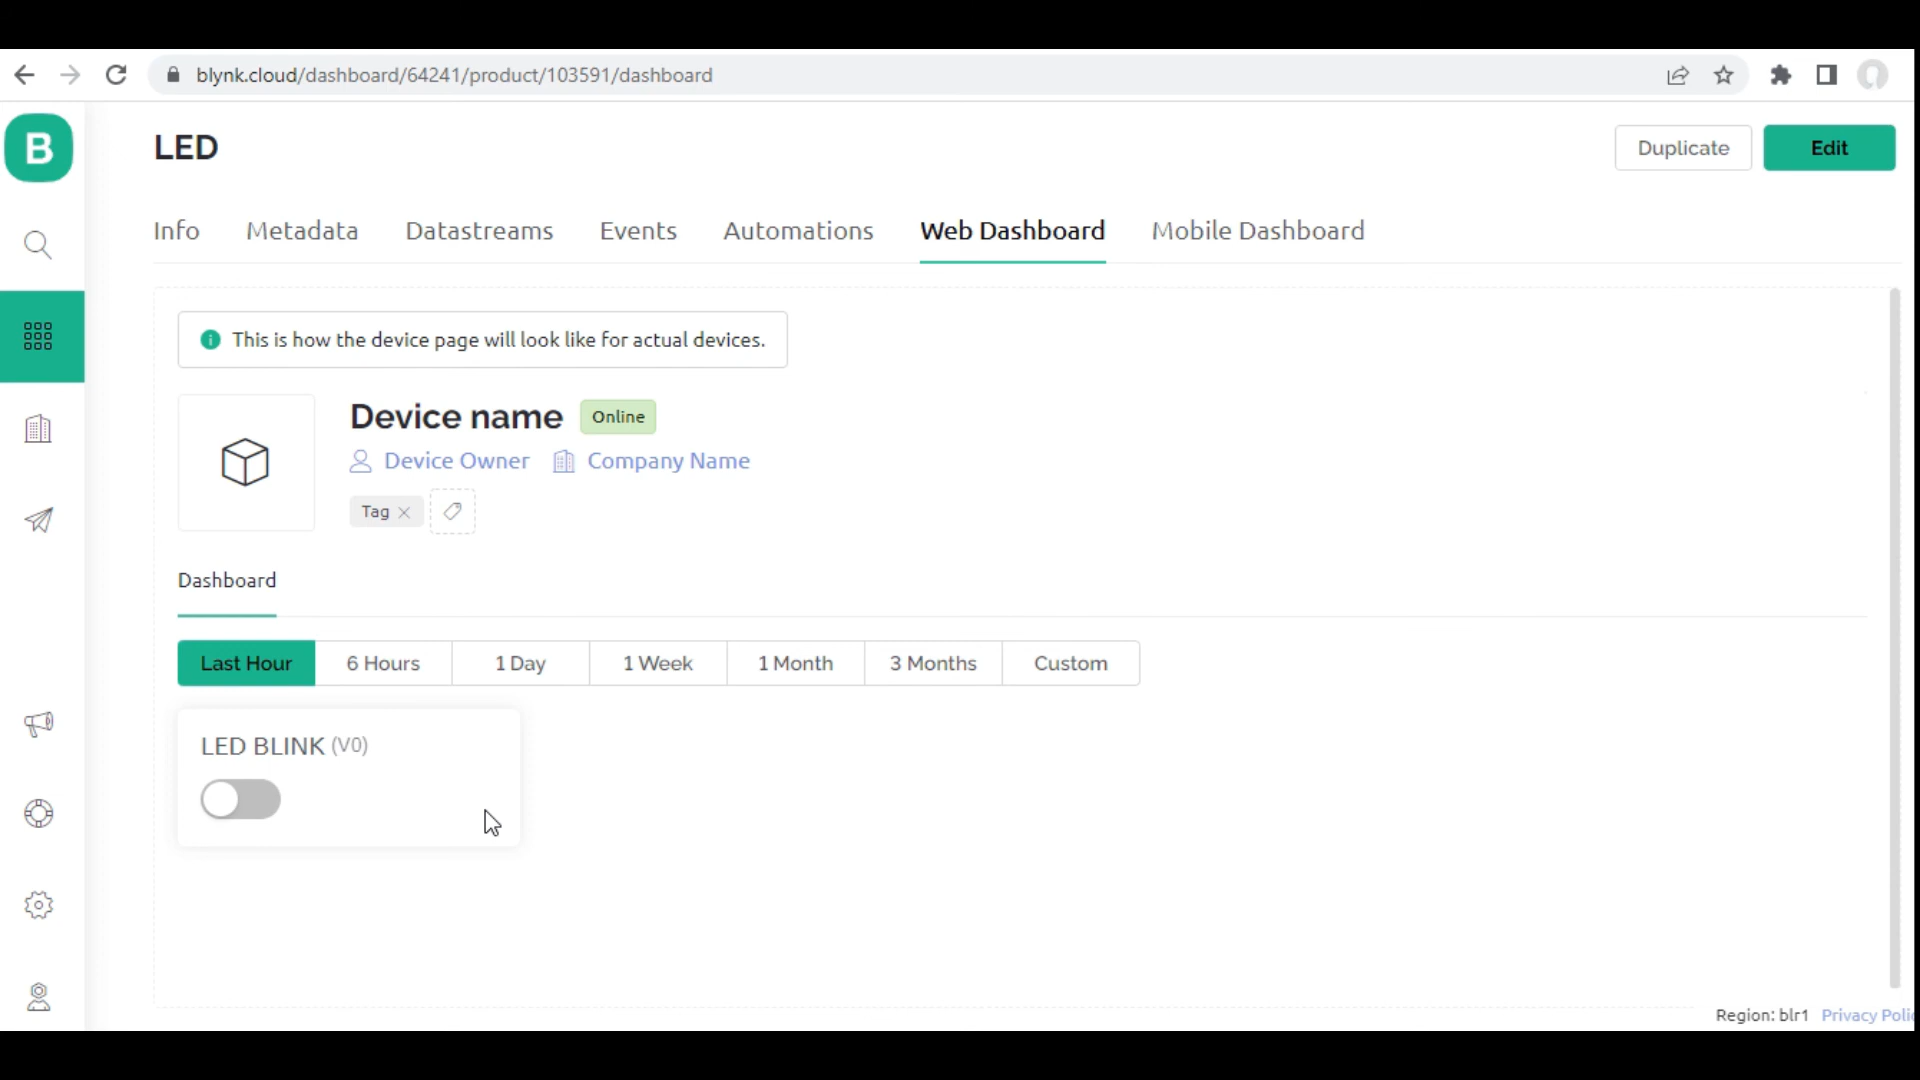 blynk.cloud/dashboard/64241/product/103591/dashboard
B
LED
Duplicate
Edit
Info Metadata Datastreams Events Automations Web Dashboard Mobile Dashboard
This is how the device page will look like for actual devices.
Device name Online
Device Owner Company Name
Tag
Dashboard
Last Hour 6 Hours 1 Day 1 Week 1 Month 3 Months Custom
LED BLINK (V0)
Region: blr1 Privacy Polic